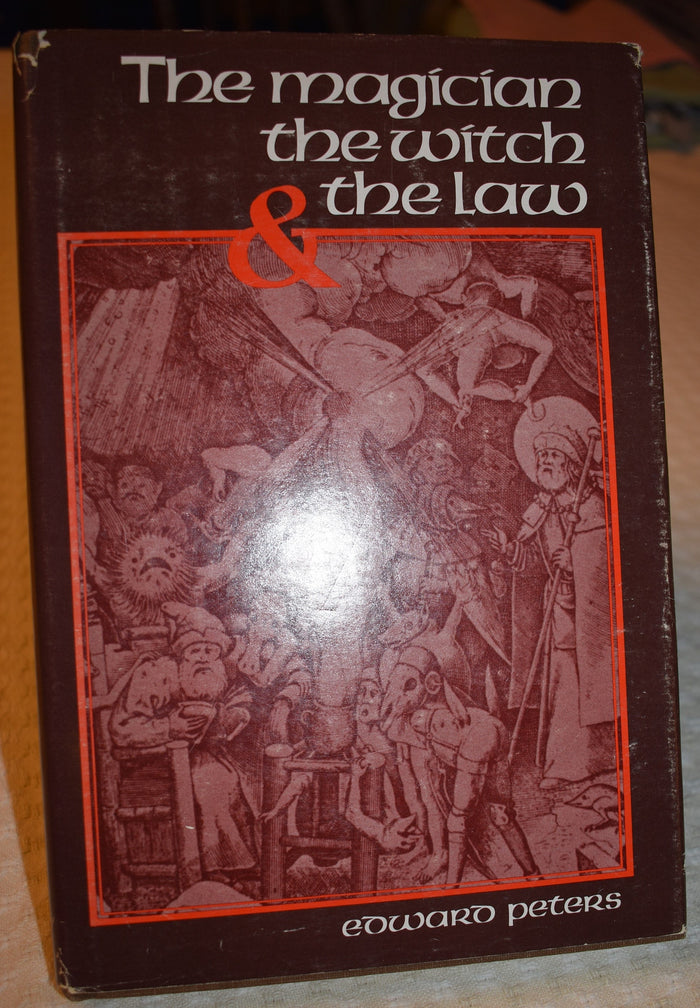 The magician
the witch
& the law
edward peters